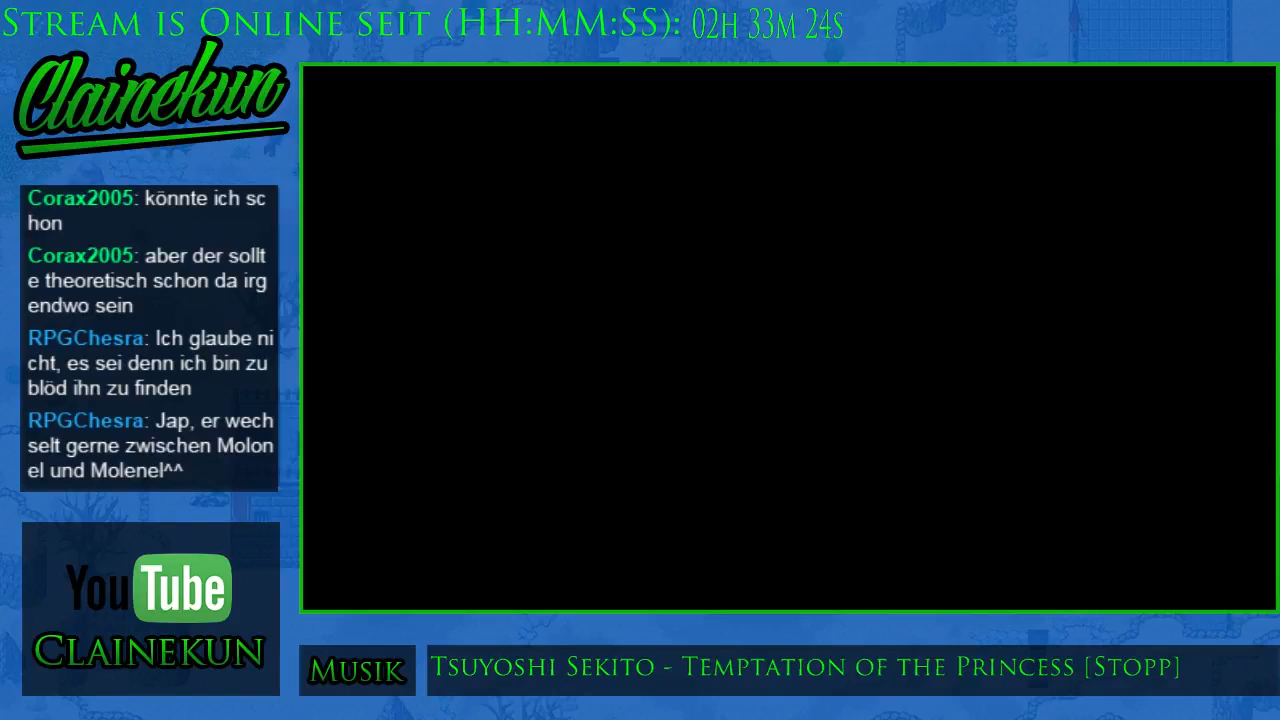 Stream is Online seit (HH:MM:SS): 02H 33M 24S
Clainekun
Corax2005: könnte ich sc
hon
Corax2005: aber der sollt
e theoretisch schon da irg
endwo sein
RPGChesra: Ich glaube ni
cht, es sei denn ich bin zu
blöd ihn zu finden
RPGChesra: Jap, er wech
selt gerne zwischen Molon
el und Molenel^^
YouTube
Clainekun
Musik
Tsuyoshi Sekito - Temptation of the Princess [Stopp]